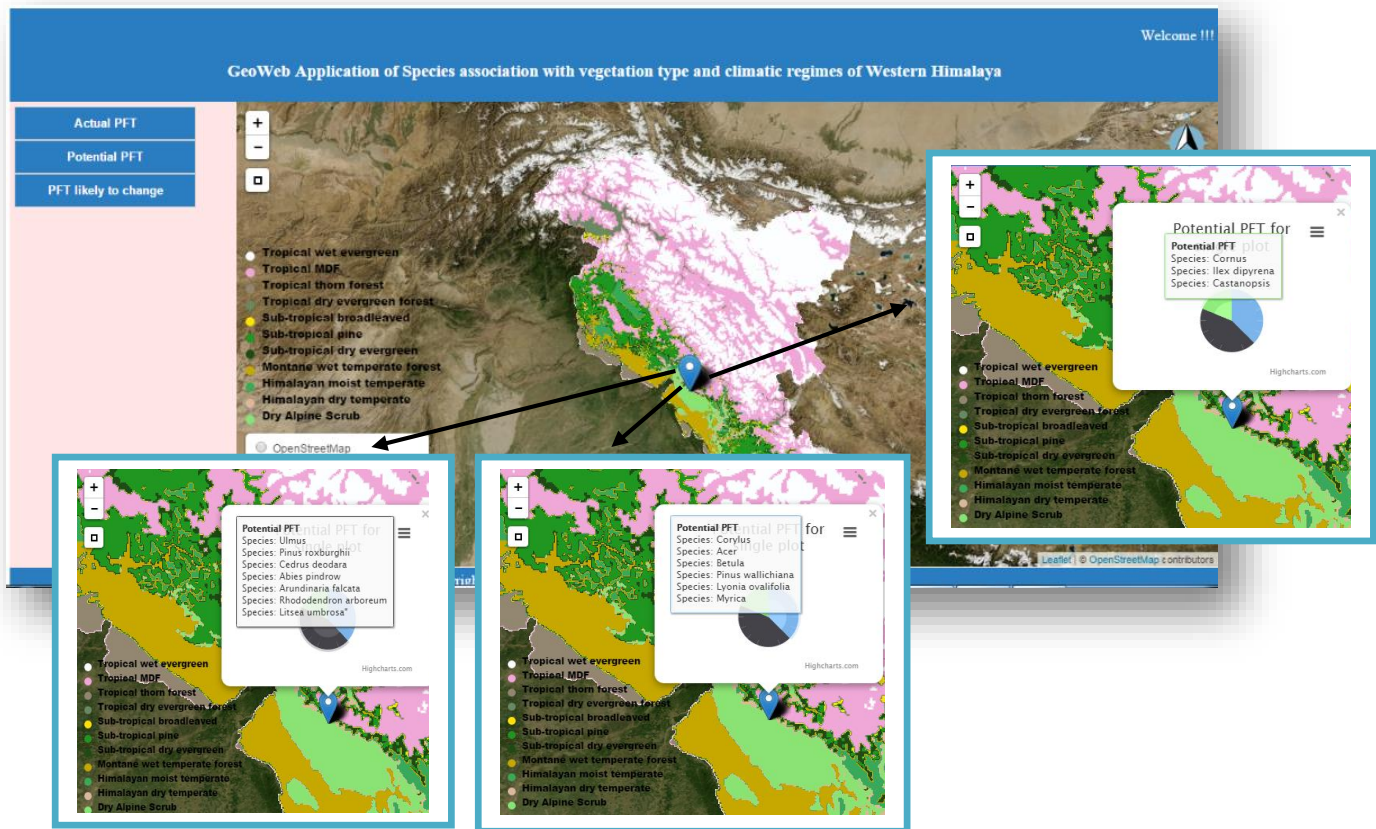 Welcome !!!
GeoWeb Application of Species association with vegetation type and climatic regimes of Western Himalaya
Actual PFT
Potential PFT
PFT likely to change
+
−
Tropical wet evergreen
Tropical MDF
Tropical thorn forest
Tropical dry evergreen forest
Sub-tropical broadleaved
Sub-tropical pine
Sub-tropical dry evergreen
Montane wet temperate forest
Himalayan moist temperate
Himalayan dry temperate
Dry Alpine Scrub
OpenStreetMap
Leaflet | © OpenStreetMap contributors
+
−
Potential PFT for
plot
Potential PFT
Species: Cornus
Species: Ilex dipyrena
Species: Castanopsis
Highcharts.com
Tropical wet evergreen
Tropical MDF
Tropical thorn forest
Tropical dry evergreen forest
Sub-tropical broadleaved
Sub-tropical pine
Sub-tropical dry evergreen
Montane wet temperate forest
Himalayan moist temperate
Himalayan dry temperate
Dry Alpine Scrub
+
−
Potential PFT for
single plot
Potential PFT
Species: Ulmus
Species: Pinus roxburghii
Species: Cedrus deodara
Species: Abies pindrow
Species: Arundinaria falcata
Species: Rhododendron arboreum
Species: Litsea umbrosa"
Highcharts.com
Tropical wet evergreen
Tropical MDF
Tropical thorn forest
Tropical dry evergreen forest
Sub-tropical broadleaved
Sub-tropical pine
Sub-tropical dry evergreen
Montane wet temperate forest
Himalayan moist temperate
Himalayan dry temperate
Dry Alpine Scrub
+
−
Potential PFT for
single plot
Potential PFT
Species: Corylus
Species: Acer
Species: Betula
Species: Pinus wallichiana
Species: Lyonia ovalifolia
Species: Myrica
Highcharts.com
Tropical wet evergreen
Tropical MDF
Tropical thorn forest
Tropical dry evergreen forest
Sub-tropical broadleaved
Sub-tropical pine
Sub-tropical dry evergreen
Montane wet temperate forest
Himalayan moist temperate
Himalayan dry temperate
Dry Alpine Scrub